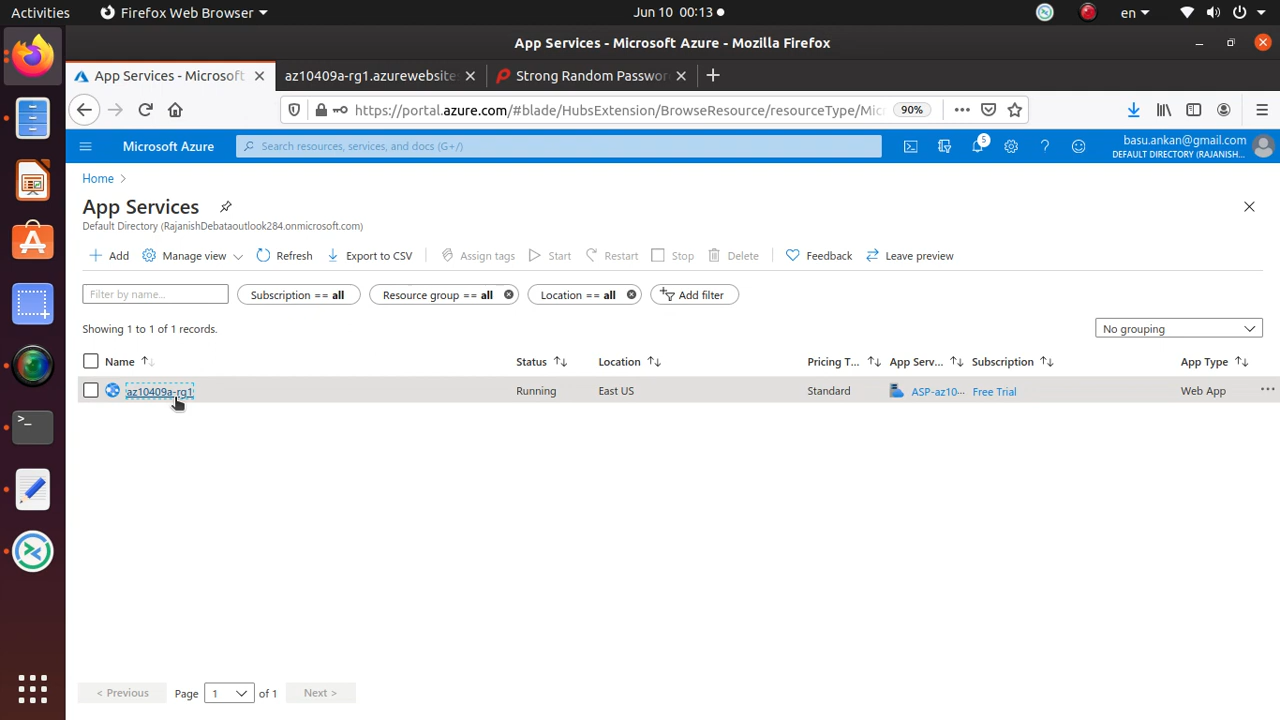 Activities
Firefox Web Browser
Jun 10 00:13
en
App Services - Microsoft Azure - Mozilla Firefox
App Services - Microsoft
az10409a-rg1.azurewebsites
Strong Random Passwor
https://portal.azure.com/#blade/HubsExtension/BrowseResource/resourceType/Mic
90%
Microsoft Azure
Search resources, services, and docs (G+/)
5
basu.ankan@gmail.com
DEFAULT DIRECTORY (RAJANISH...
Home
App Services
Default Directory (RajanishDebataoutlook284.onmicrosoft.com)
Add
Manage view
Refresh
Export to CSV
Assign tags
Start
Restart
Stop
Delete
Feedback
Leave preview
Filter by name...
Subscription == all
Resource group == all
Location == all
Add filter
Showing 1 to 1 of 1 records.
No grouping
Name
Status
Location
Pricing T...
App Serv...
Subscription
App Type
az10409a-rg1
Running
East US
Standard
ASP-az10...
Free Trial
Web App
< Previous
Page
1
of 1
Next >